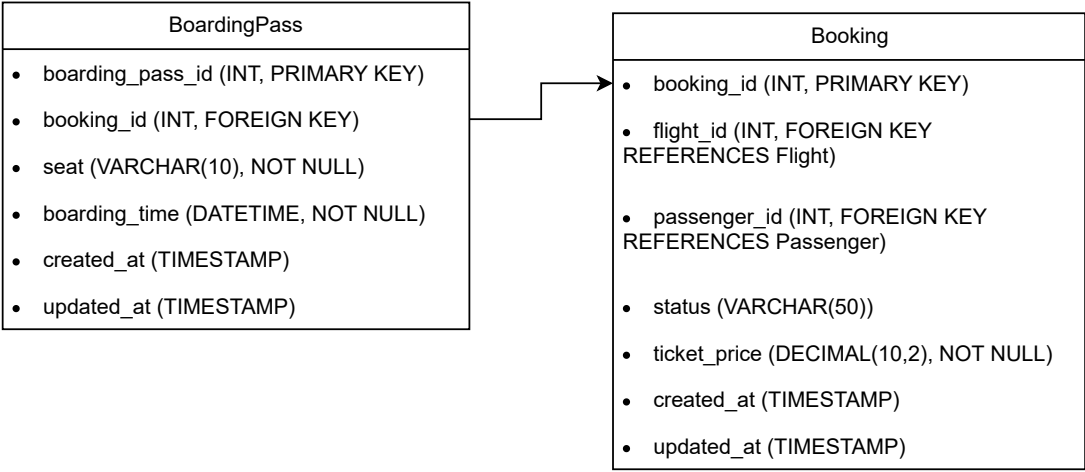 BoardingPass
• boarding_pass_id (INT, PRIMARY KEY)
• booking_id (INT, FOREIGN KEY)
• seat (VARCHAR(10), NOT NULL)
• boarding_time (DATETIME, NOT NULL)
• created_at (TIMESTAMP)
• updated_at (TIMESTAMP)
Booking
• booking_id (INT, PRIMARY KEY)
• flight_id (INT, FOREIGN KEY
REFERENCES Flight)
• passenger_id (INT, FOREIGN KEY
REFERENCES Passenger)
• status (VARCHAR(50))
• ticket_price (DECIMAL(10,2), NOT NULL)
• created_at (TIMESTAMP)
• updated_at (TIMESTAMP)